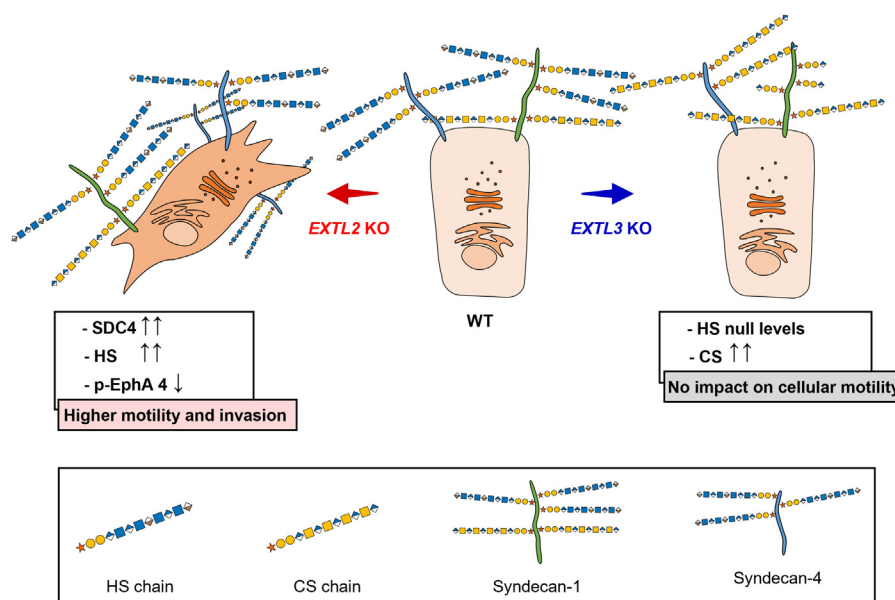 EXTL2 KO
EXTL3 KO
WT
- SDC4 ↑↑
- HS ↑↑
- p-EphA 4 ↓
Higher motility and invasion
- HS null levels
- CS ↑↑
No impact on cellular motility
HS chain
CS chain
Syndecan-1
Syndecan-4